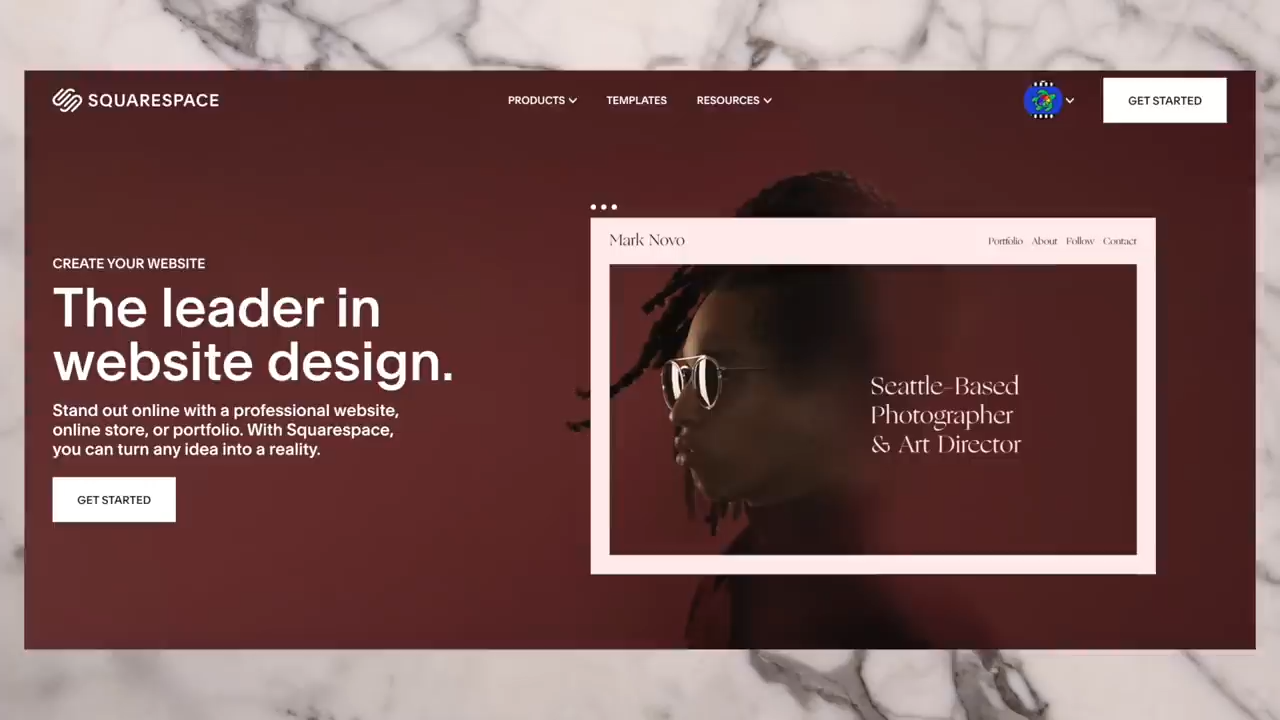 SQUARESPACE
PRODUCTS
TEMPLATES
RESOURCES
GET STARTED
CREATE YOUR WEBSITE
The leader in
website design.
Stand out online with a professional website,
online store, or portfolio. With Squarespace,
you can turn any idea into a reality.
GET STARTED
Mark Novo
Portfolio About Follow Contact
Seattle-Based
Photographer
& Art Director